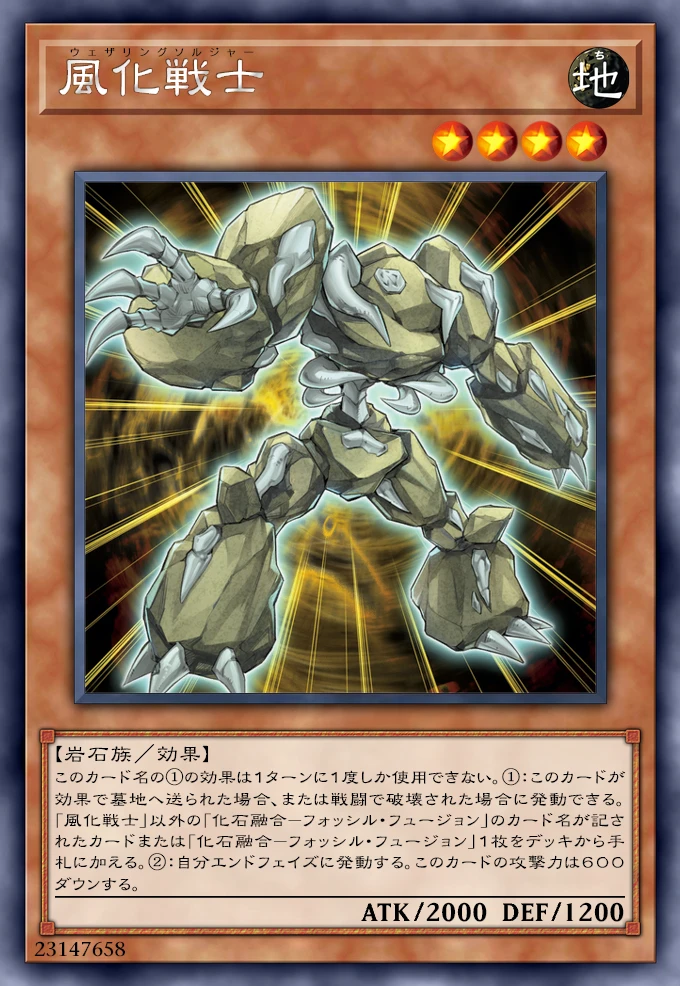 ウェザリングソルジャー
風化戦士
ち
地
【岩石族／効果】
このカード名の①の効果は1ターンに1度しか使用できない。①：このカードが
効果で墓地へ送られた場合、または戦闘で破壊された場合に発動できる。
「風化戦士」以外の「化石融合－フォッシル・フュージョン」のカード名が記さ
れたカードまたは「化石融合－フォッシル・フュージョン」1枚をデッキから手
札に加える。②：自分エンドフェイズに発動する。このカードの攻撃力は600
ダウンする。
ATK/2000 DEF/1200
23147658